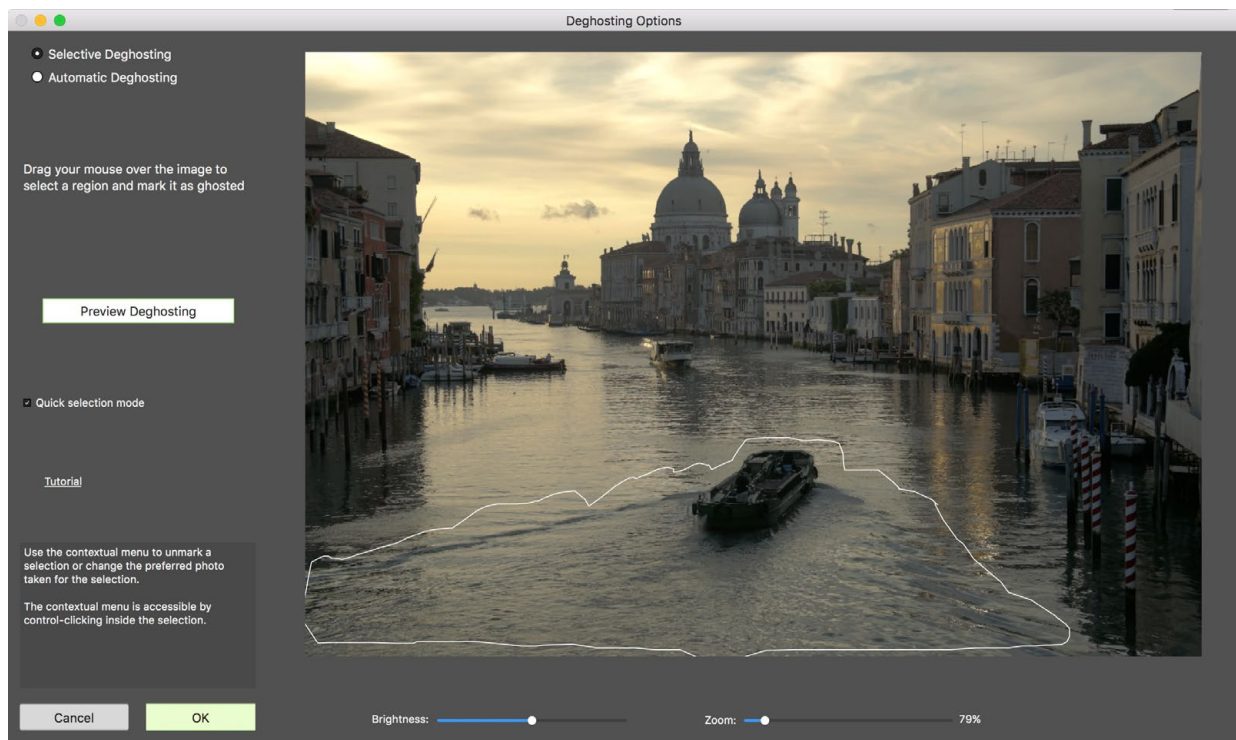 Deghosting Options
Selective Deghosting
Automatic Deghosting
Drag your mouse over the image to
select a region and mark it as ghosted
Preview Deghosting
Quick selection mode
Tutorial
Use the contextual menu to unmark a
selection or change the preferred photo
taken for the selection.
The contextual menu is accessible by
control-clicking inside the selection.
Cancel
OK
Brightness:
Zoom:
79%